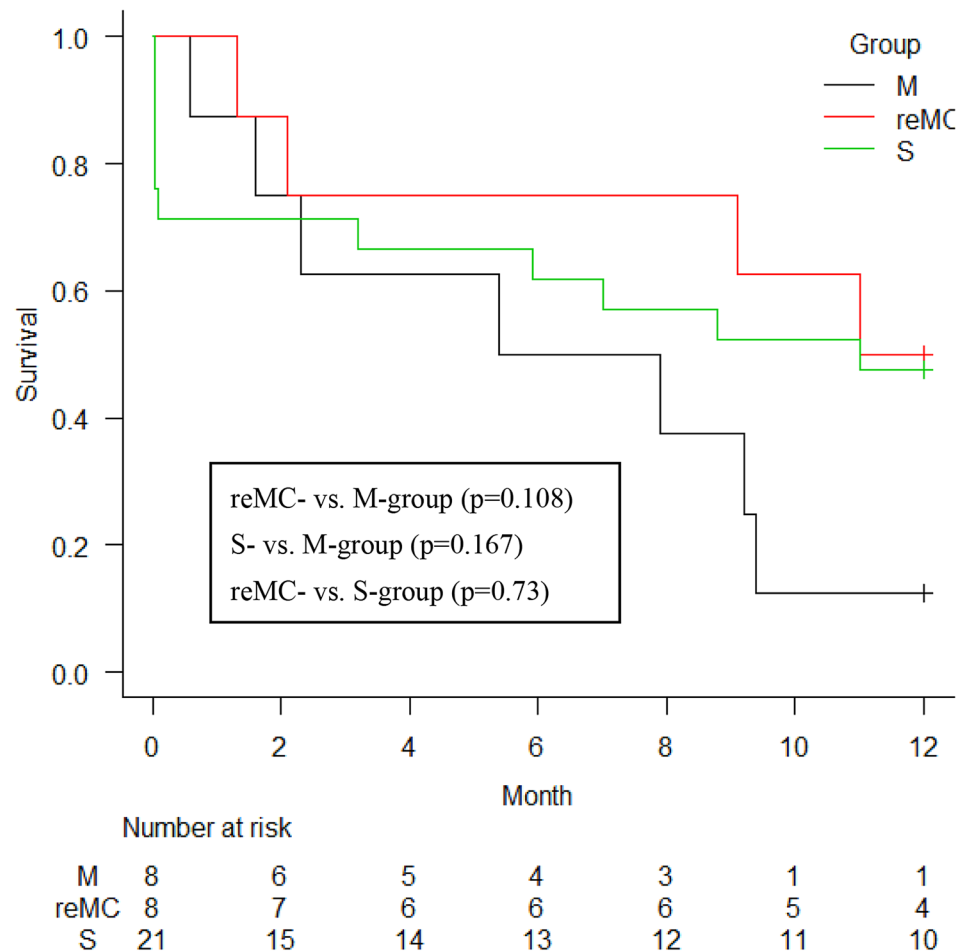 1.0
0.8
0.6
0.4
0.2
0.0
Survival
Group
M
reMC
S
reMC- vs. M-group (p=0.108)
S- vs. M-group (p=0.167)
reMC- vs. S-group (p=0.73)
0 2 4 6 8 10 12
Month
Number at risk
M 8 6 5 4 3 1 1
reMC 8 7 6 6 6 5 4
S 21 15 14 13 12 11 10